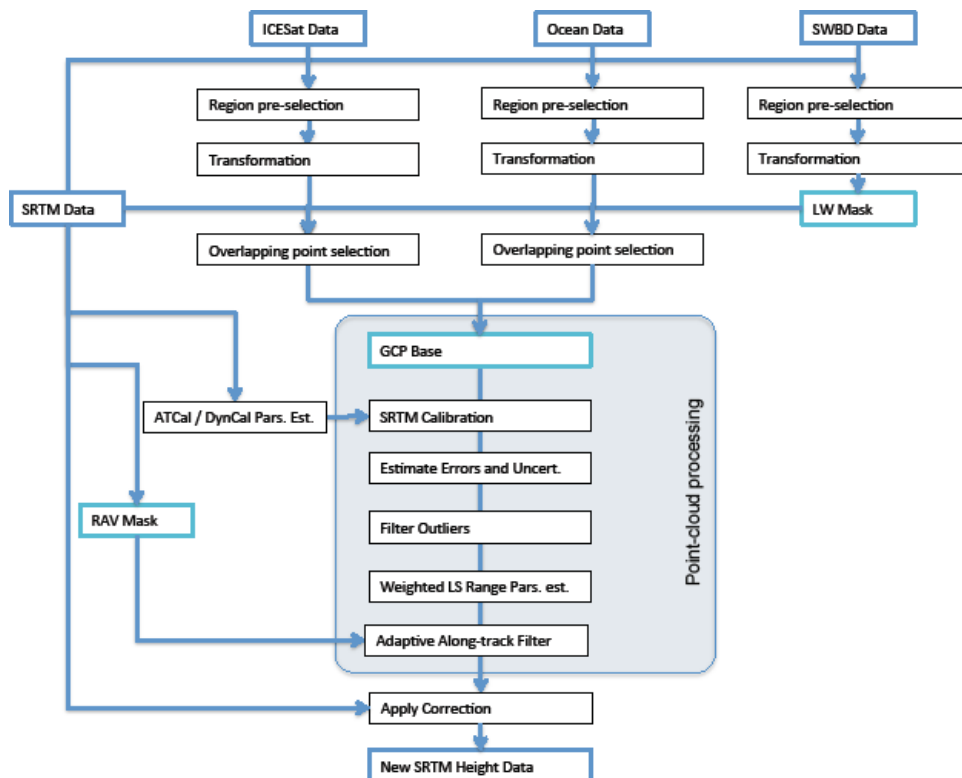 ICESat Data
Ocean Data
SWBD Data
Region pre-selection
Region pre-selection
Region pre-selection
Transformation
Transformation
Transformation
SRTM Data
LW Mask
Overlapping point selection
Overlapping point selection
GCP Base
ATCal / DynCal Pars. Est.
SRTM Calibration
Estimate Errors and Uncert.
RAV Mask
Filter Outliers
Weighted LS Range Pars. est.
Adaptive Along-track Filter
Point-cloud processing
Apply Correction
New SRTM Height Data